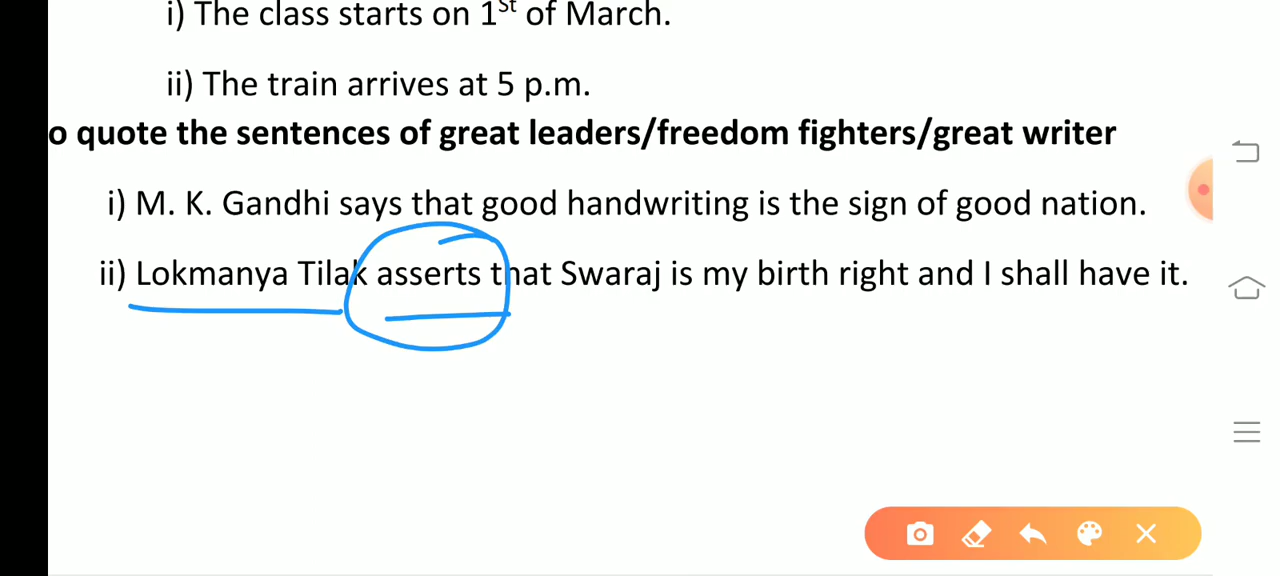 i) The class starts on 1St of March.
ii) The train arrives at 5 p.m.
o quote the sentences of great leaders/freedom fighters/great writer
i) M. K. Gandhi says that good handwriting is the sign of good nation.
ii) Lokmanya Tilak asserts that Swaraj is my birth right and I shall have it.